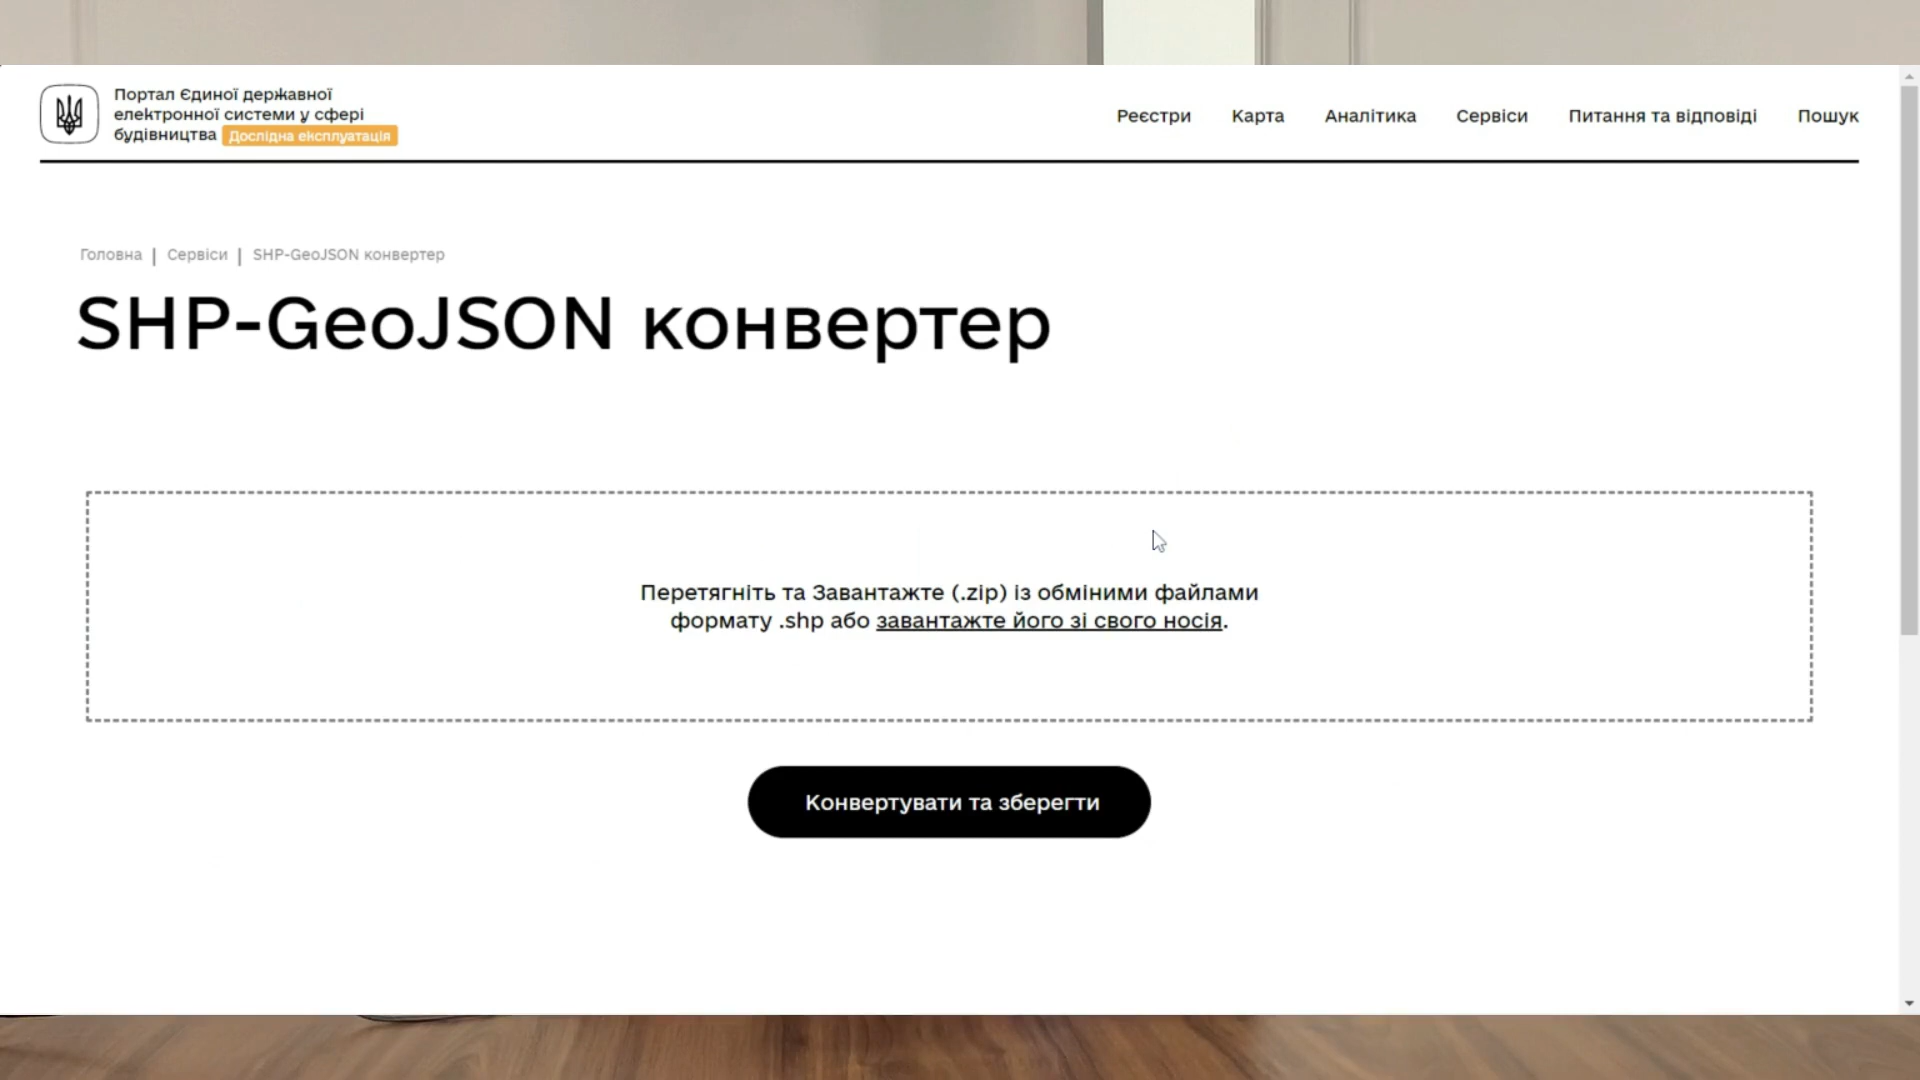 Портал Єдиної державної
електронної системи у сфері
будівництва Дослідна експлуатація
Реєстри Карта Аналітика Сервіси Питання та відповіді Пошук
Головна | Сервіси | SHP-GeoJSON конвертер
SHP-GeoJSON конвертер
Перетягніть та Завантажте (.zip) із обміними файлами
формату .shp або завантажте його зі свого носія.
Конвертувати та зберегти